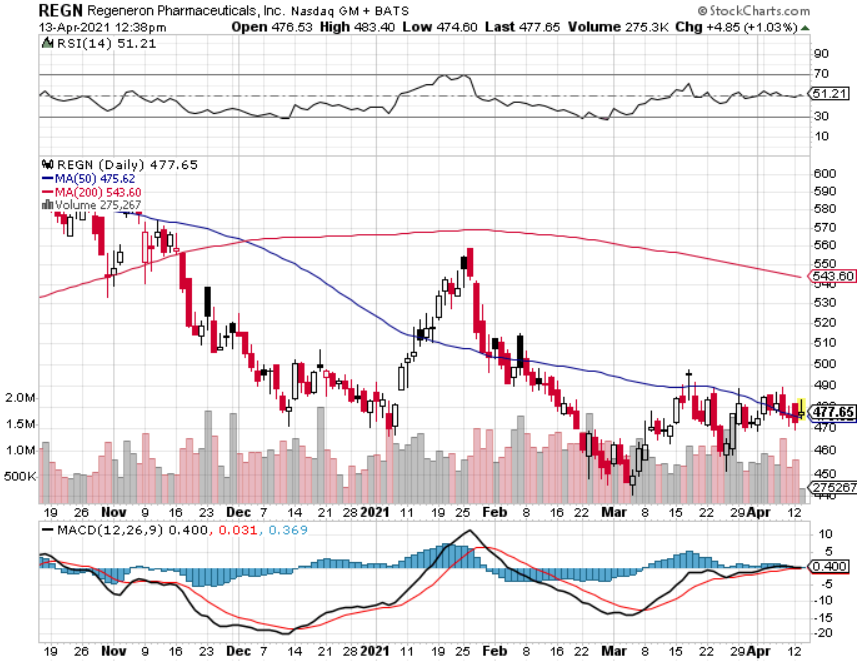 REGN Regeneron Pharmaceuticals, Inc. Nasdaq GM + BATS © StockCharts.com
13-Apr-2021 12:38pm Open 476.53 High 483.40 Low 474.60 Last 477.65 Volume 275.3K Chg +4.85 (+1.03%)
RSI(14) 51.21
90
70
51.21
30
10
REGN (Daily) 477.65
MA(50) 475.62
MA(200) 543.60
Volume 275,267
600
590
580
570
560
550
543.60
540
530
520
510
500
490
477.65
470
460
450
275267
440
2.0M
1.5M
1.0M
500K
19 26 Nov 9 16 23 Dec 7 14 21 28 2021 11 19 25 Feb 8 16 22 Mar 8 15 22 29 Apr 12
MACD(12,26,9) 0.400, 0.031, 0.369
10
5
0.400
-5
-10
-15
-20
19 26 Nov 9 16 23 Dec 7 14 21 28 2021 11 19 25 Feb 8 16 22 Mar 8 15 22 29 Apr 12